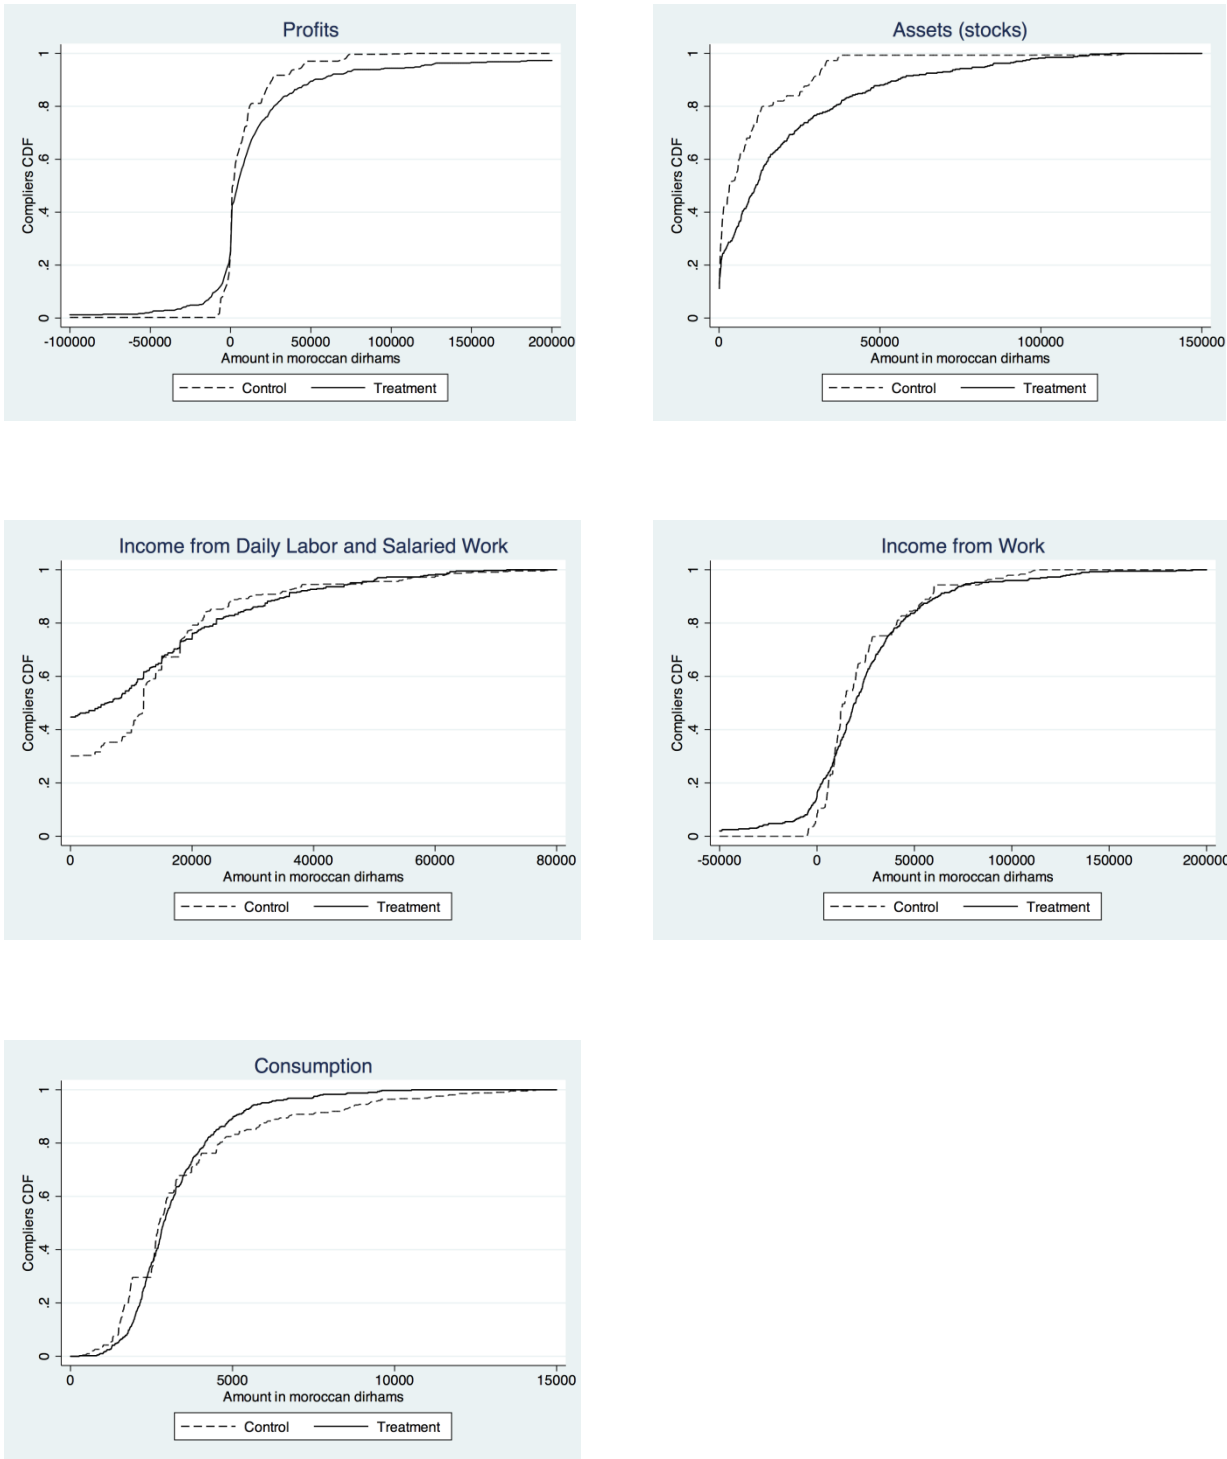 Profits
Compliers CDF
0 .2 .4 .6 .8 1
-100000 -50000 0 50000 100000 150000 200000
Amount in moroccan dirhams
Control Treatment
Assets (stocks)
Compliers CDF
0 .2 .4 .6 .8 1
0 50000 100000 150000
Amount in moroccan dirhams
Control Treatment
Income from Daily Labor and Salaried Work
Compliers CDF
0 .2 .4 .6 .8 1
0 20000 40000 60000 80000
Amount in moroccan dirhams
Control Treatment
Income from Work
Compliers CDF
0 .2 .4 .6 .8 1
-50000 0 50000 100000 150000 200000
Amount in moroccan dirhams
Control Treatment
Consumption
Compliers CDF
0 .2 .4 .6 .8 1
0 5000 10000 15000
Amount in moroccan dirhams
Control Treatment